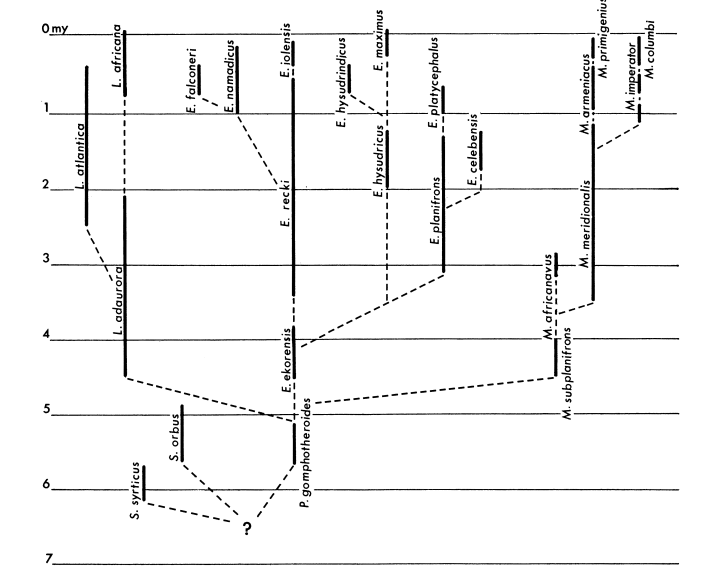 0 my
1
2
3
4
5
6
7
L. atlantica
L. africana
L. adaurora
E. falconeri
E. namadicus
E. iolensis
E. recki
E. ekorensis
E. hysudrindicus
E. maximus
E. hysudricus
E. platycephalus
E. planifrons
E. celebensis
M. primigenius
M. armeniacus
M. meridionalis
M. imperator
M. columbi
M. africanavus
M. subplanifrons
P. gomphotheroides
S. orbus
S. syrticus
?